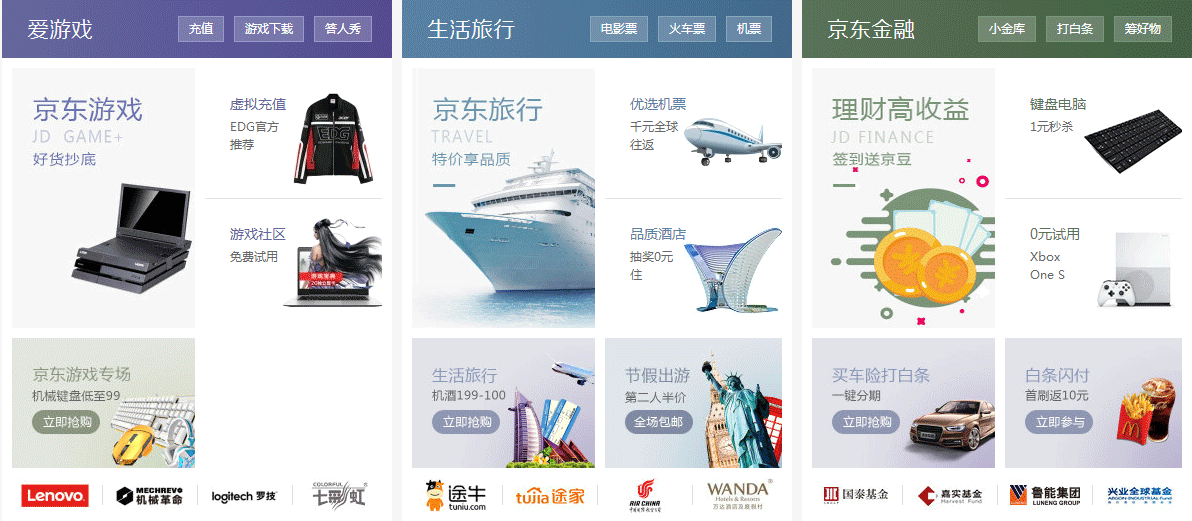 爱游戏
充值
游戏下载
答人秀
京东游戏
JD GAME+
好货抄底
虚拟充值
EDG官方
推荐
EDG
游戏社区
免费试用
京东游戏专场
机械键盘低至99
立即抢购
Lenovo
MECHREVO
机械革命
logitech 罗技
COLORFUL
七彩虹
生活旅行
电影票
火车票
机票
京东旅行
TRAVEL
特价享品质
优选机票
千元全球
往返
品质酒店
抽奖0元
住
生活旅行
机酒199-100
立即抢购
节假出游
第二人半价
全场包邮
途牛
tuniu.com
tujia 途家
AIR CHINA
WANDA
Hotels & Resorts
万达酒店及度假村
京东金融
小金库
打白条
筹好物
理财高收益
JD FINANCE
签到送京豆
键盘电脑
1元秒杀
0元试用
Xbox
One S
买车险打白条
一键分期
立即抢购
白条闪付
首刷返10元
立即参与
国泰基金
嘉实基金
Harvest Fund
鲁能集团
LUNENG GROUP
兴业全球基金